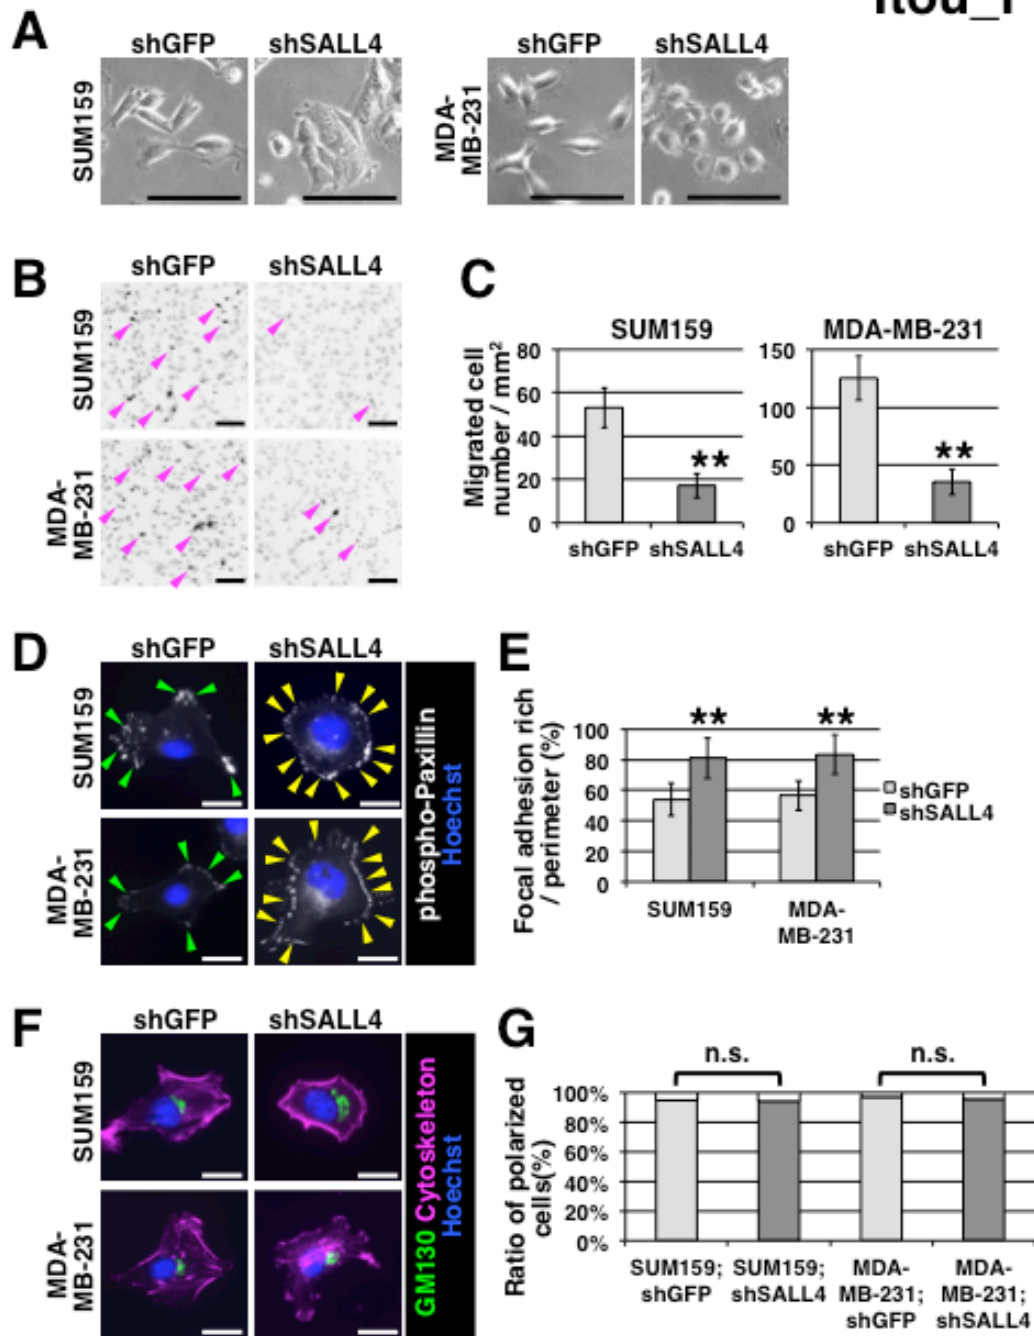 A
shGFP shSALL4
shGFP shSALL4
SUM159
MDA-
MB-231
B
shGFP shSALL4
SUM159
MDA-
MB-231
C
SUM159
MDA-MB-231
Migrated cell
number / mm²
80
60
40
20
0
shGFP shSALL4
**
150
100
50
0
shGFP shSALL4
**
D
shGFP shSALL4
SUM159
MDA-
MB-231
phospho-Paxillin
Hoechst
E
Focal adhesion rich
/ perimeter (%)
100
80
60
40
20
0
** **
shGFP
shSALL4
SUM159
MDA-
MB-231
F
shGFP shSALL4
SUM159
MDA-
MB-231
GM130 Cytoskeleton
Hoechst
G
n.s. n.s.
Ratio of polarized
cells(%)
100%
80%
60%
40%
20%
0%
SUM159;
shGFP
SUM159;
shSALL4
MDA-
MB-231;
shGFP
MDA-
MB-231;
shSALL4